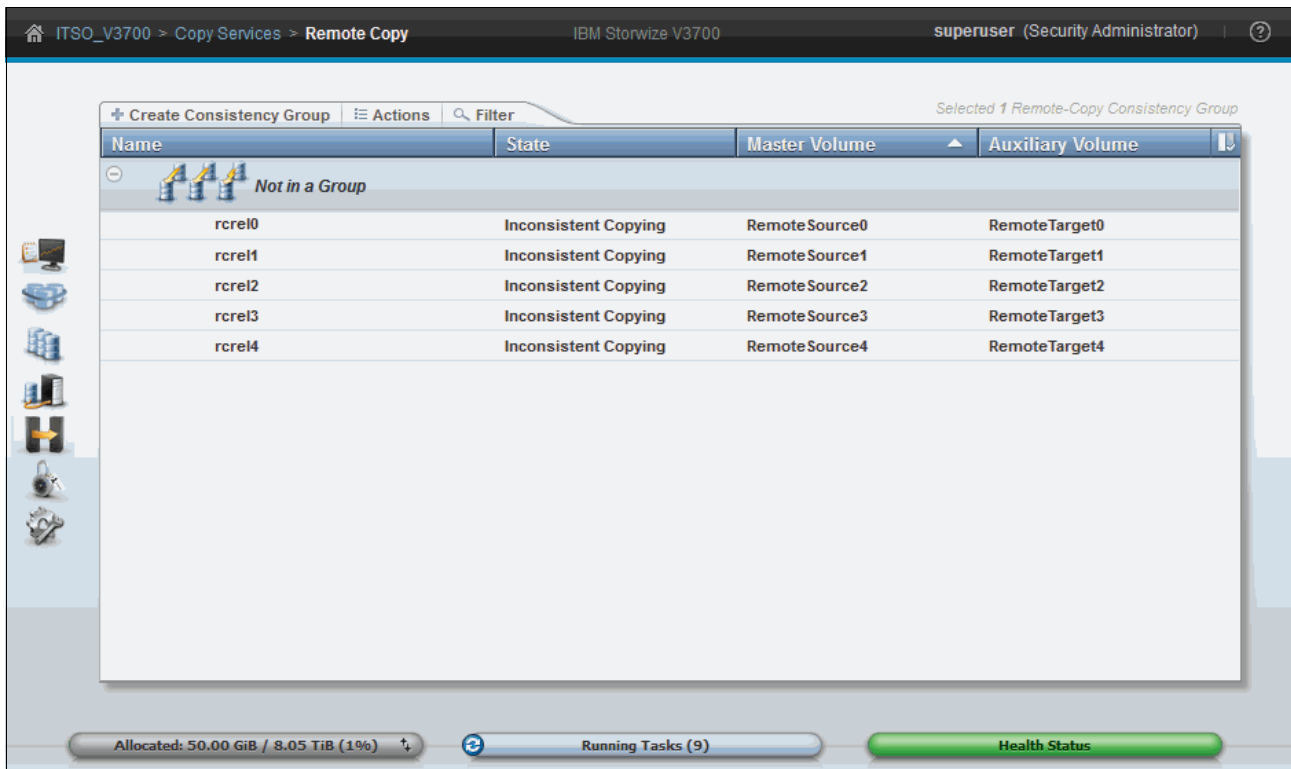 ITSO_V3700 > Copy Services > Remote Copy IBM Storwize V3700 superuser (Security Administrator) | ?
Create Consistency Group Actions Filter Selected 1 Remote-Copy Consistency Group
Name State Master Volume Auxiliary Volume
Not in a Group
rcrel0 Inconsistent Copying RemoteSource0 RemoteTarget0
rcrel1 Inconsistent Copying RemoteSource1 RemoteTarget1
rcrel2 Inconsistent Copying RemoteSource2 RemoteTarget2
rcrel3 Inconsistent Copying RemoteSource3 RemoteTarget3
rcrel4 Inconsistent Copying RemoteSource4 RemoteTarget4
Allocated: 50.00 GiB / 8.05 TiB (1%) Running Tasks (9) Health Status